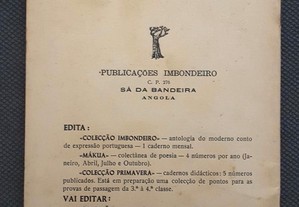 PUBLICAÇÕES IMBONDEIRO
C. P. 276
SÁ DA BANDEIRA
ANGOLA
EDITA:
«COLECÇÃO IMBONDEIRO» — antologia do moderno conto
de expressão portuguesa — 1 caderno mensal.
«MÁKUA» — colectânea de poesia — 4 números por ano (Ja-
neiro, Abril, Julho e Outubro).
«COLECÇÃO PRIMAVERA» — cadernos didácticos: 5 números
publicados. Está em preparação uma colecção de pontos para as
provas de passagem da 3.ª à 4.ª classe.
VAI EDITAR: